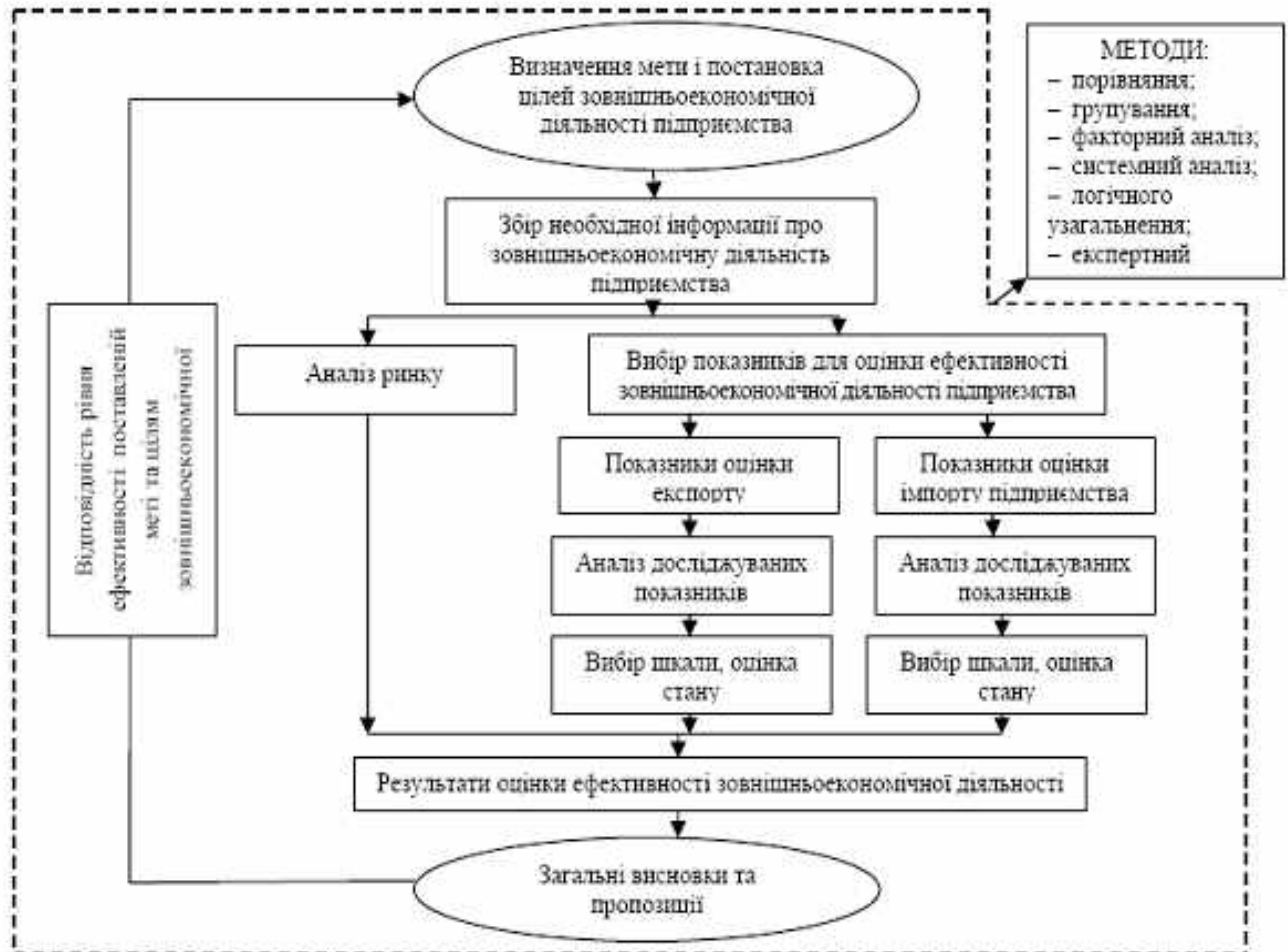 Визначення мети і постановка
цілей зовнішньоекономічної
діяльності підприємства
МЕТОДИ:
– порівняння;
– групування;
– факторний аналіз;
– системний аналіз;
– логічного
узагальнення;
– експертний
Збір необхідної інформації про
зовнішньоекономічну діяльність
підприємства
Відповідність рівня
ефективності поставленій
меті та цілям
зовнішньоекономічної
Аналіз ринку
Вибір показників для оцінки ефективності
зовнішньоекономічної діяльності підприємства
Показники оцінки
експорту
Показники оцінки
імпорту підприємства
Аналіз досліджуваних
показників
Аналіз досліджуваних
показників
Вибір шкали, оцінка
стану
Вибір шкали, оцінка
стану
Результати оцінки ефективності зовнішньоекономічної діяльності
Загальні висновки та
пропозиції